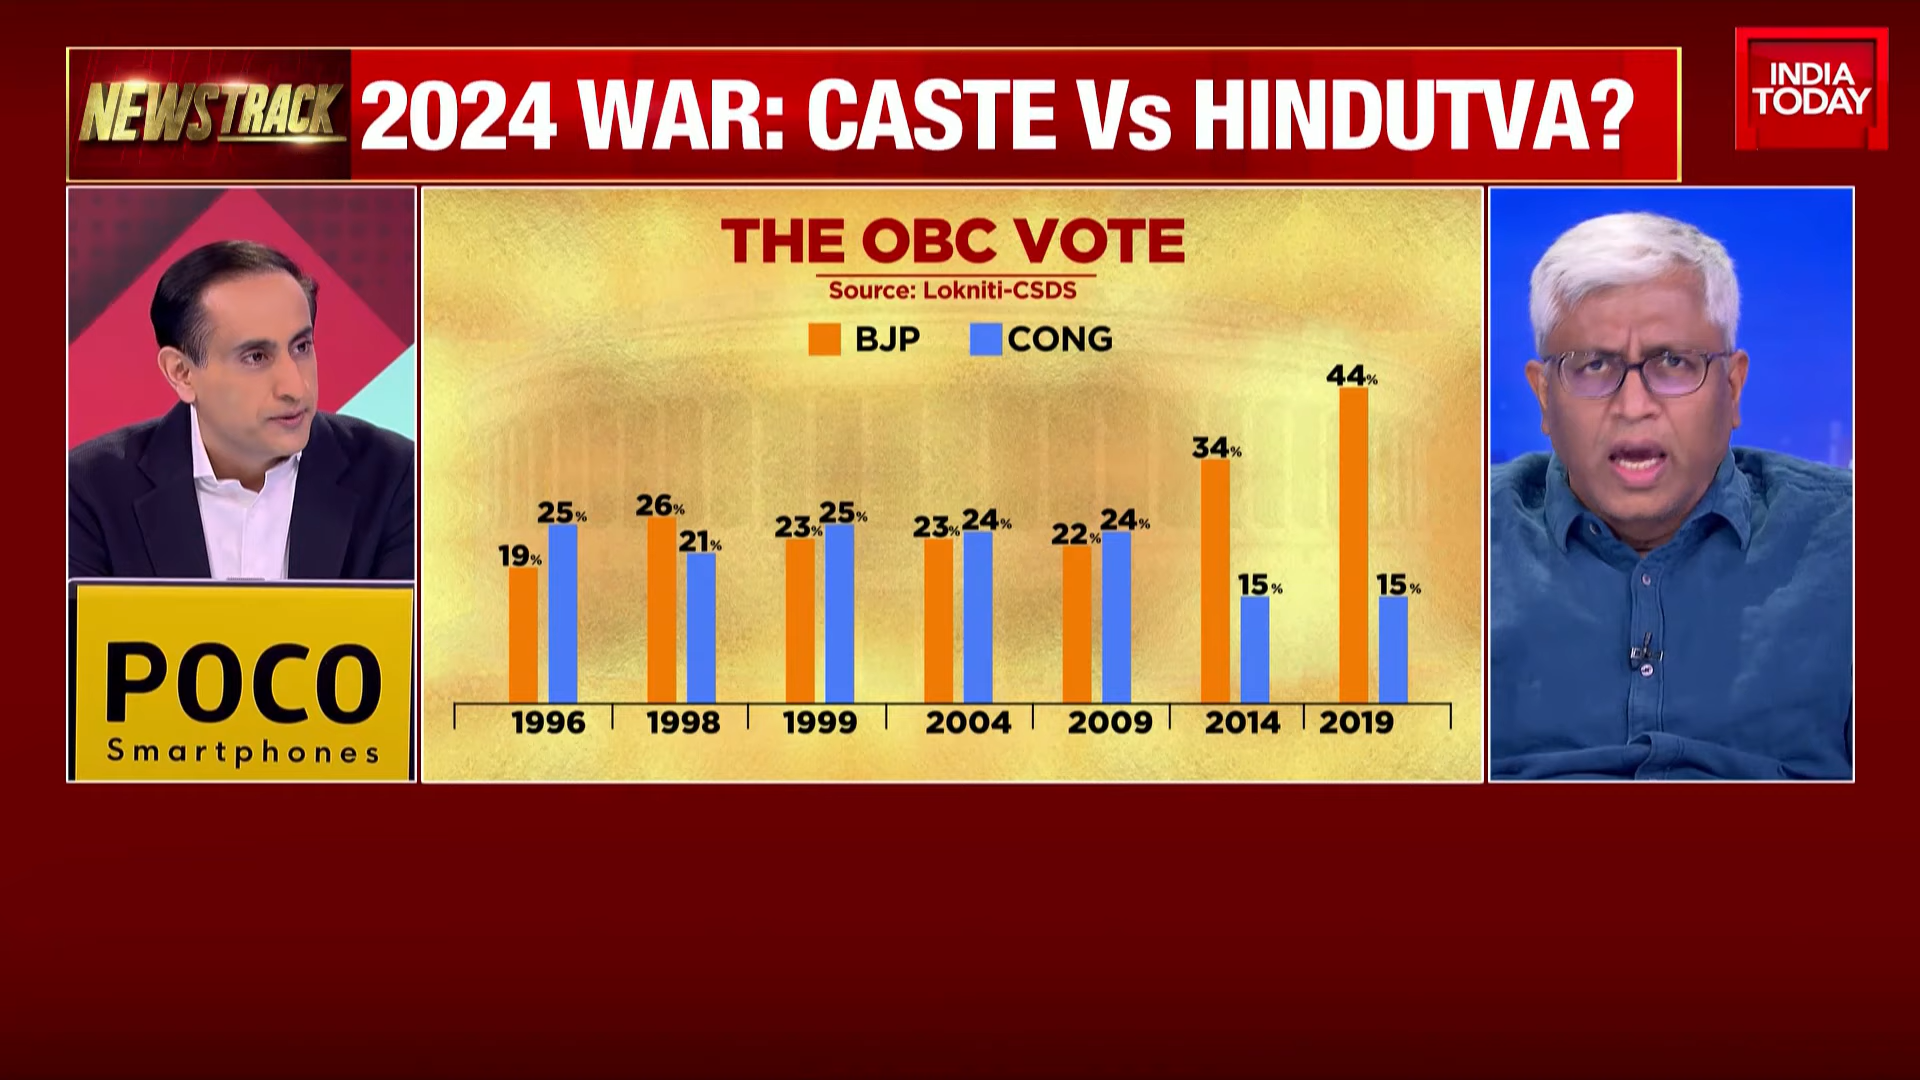 NEWSTRACK
2024 WAR: CASTE Vs HINDUTVA?
INDIA
TODAY
THE OBC VOTE
Source: Lokniti-CSDS
BJP
CONG
19%
25%
26%
21%
23%
25%
23%
24%
22%
24%
34%
15%
44%
15%
1996
1998
1999
2004
2009
2014
2019
POCO
Smartphones